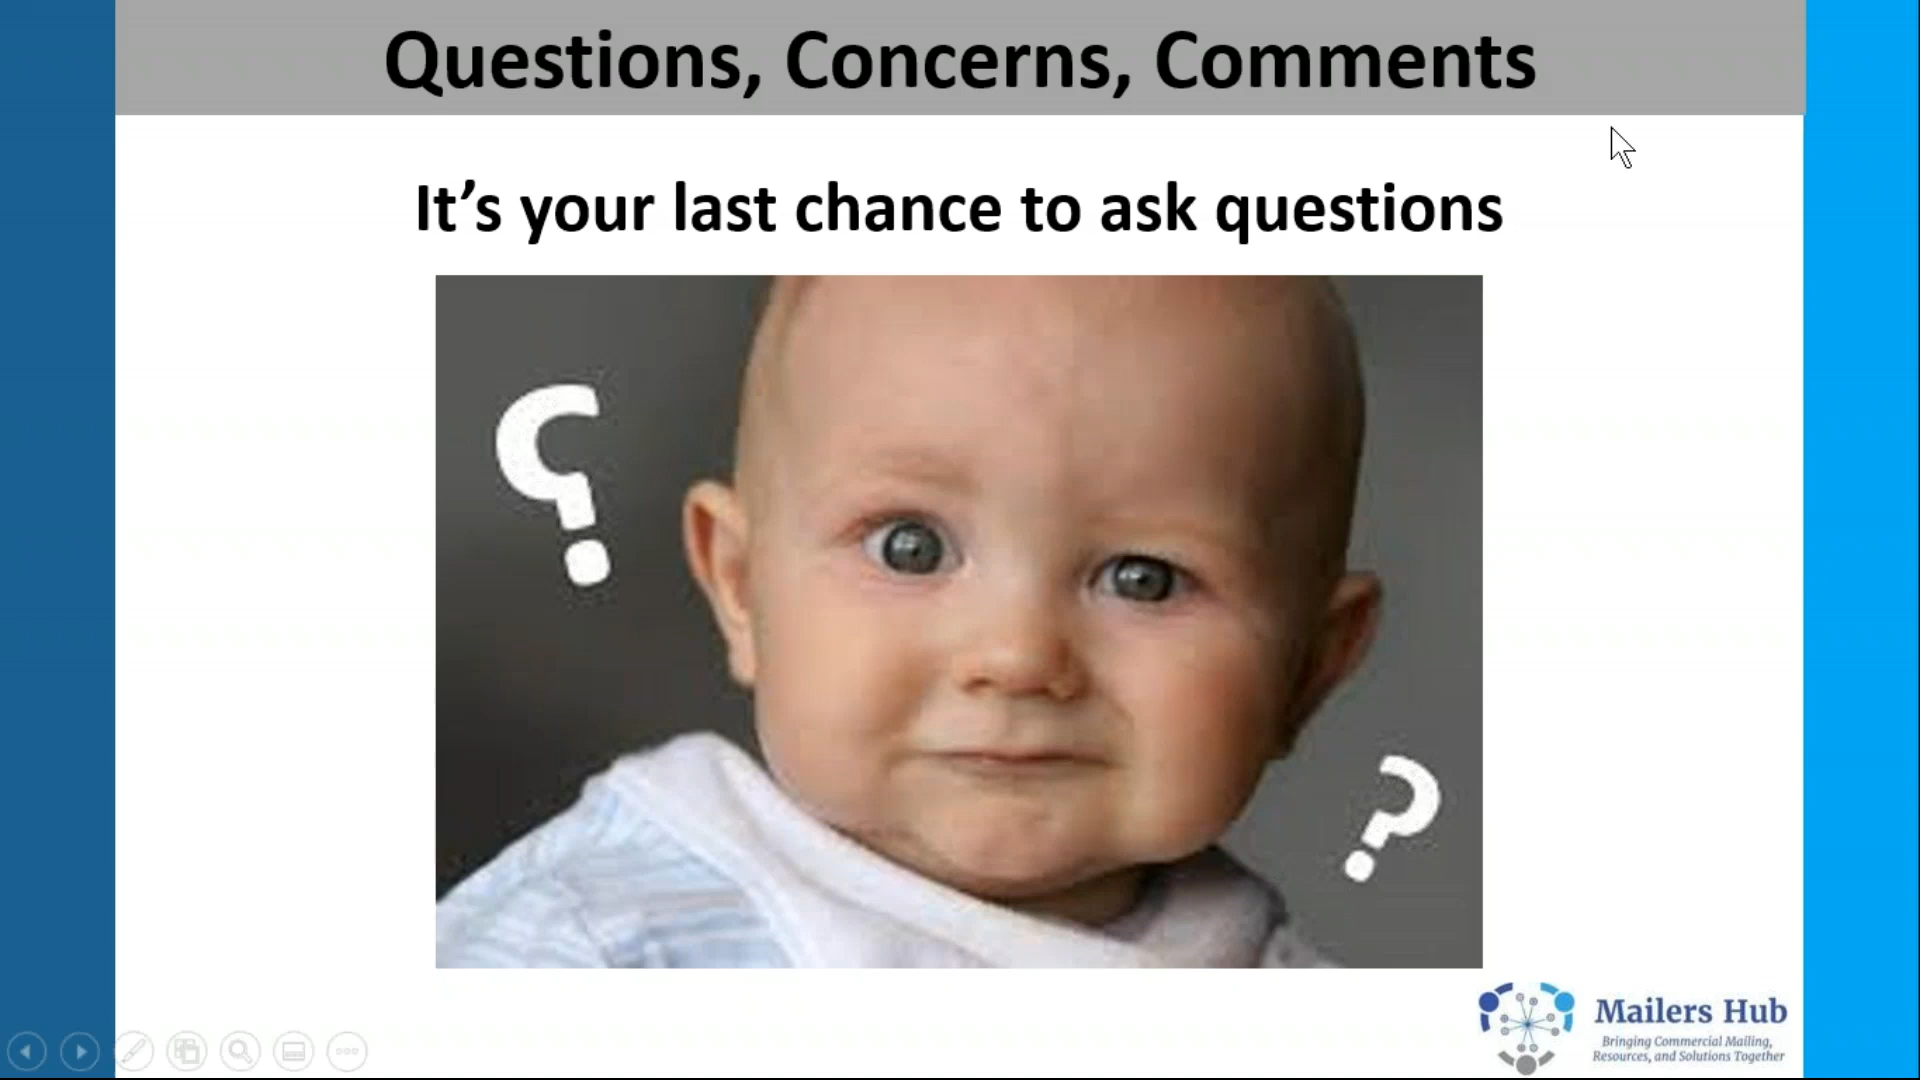 Questions, Concerns, Comments
It’s your last chance to ask questions
?
?
Mailers Hub
Bringing Commercial Mailing,
Resources, and Solutions Together